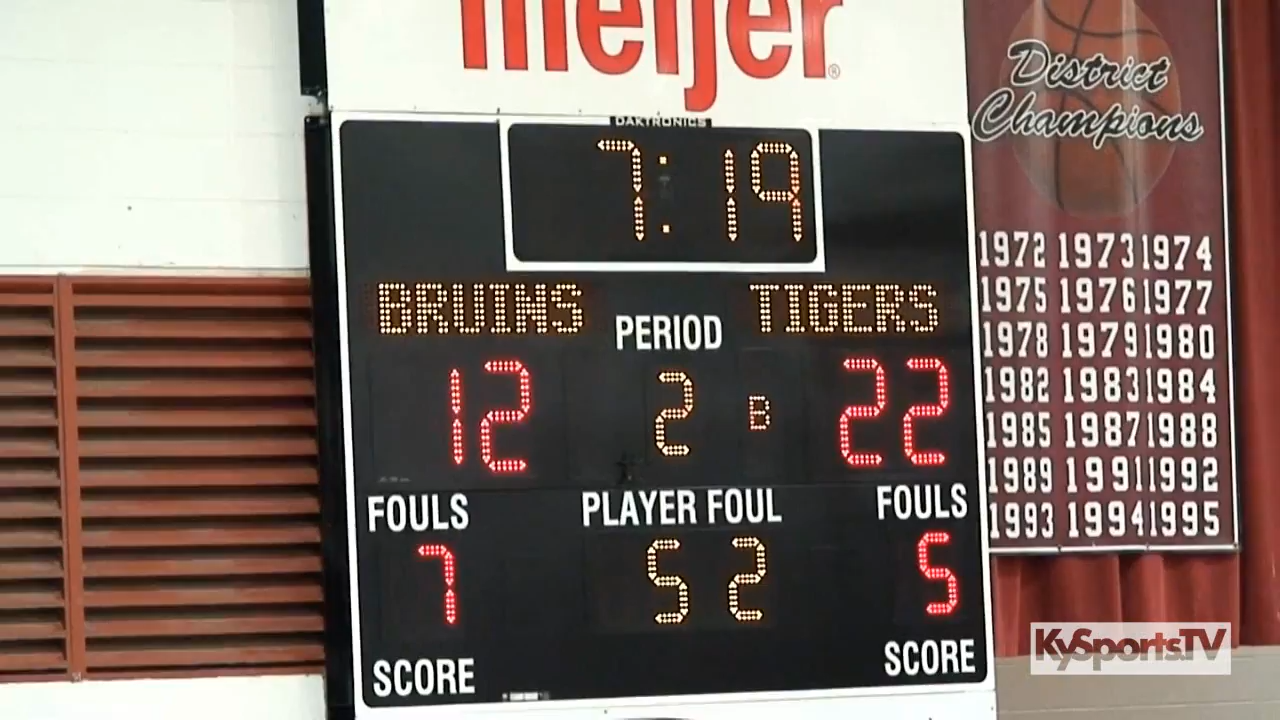 meijer®
DAKTRONICS
7:19
BRUINS
TIGERS
PERIOD
12
2
B
22
FOULS
PLAYER FOUL
FOULS
7
5 2
5
SCORE
SCORE
District
Champions
1972 1973 1974
1975 1976 1977
1978 1979 1980
1982 1983 1984
1985 1987 1988
1989 1991 1992
1993 1994 1995
KySportsTV